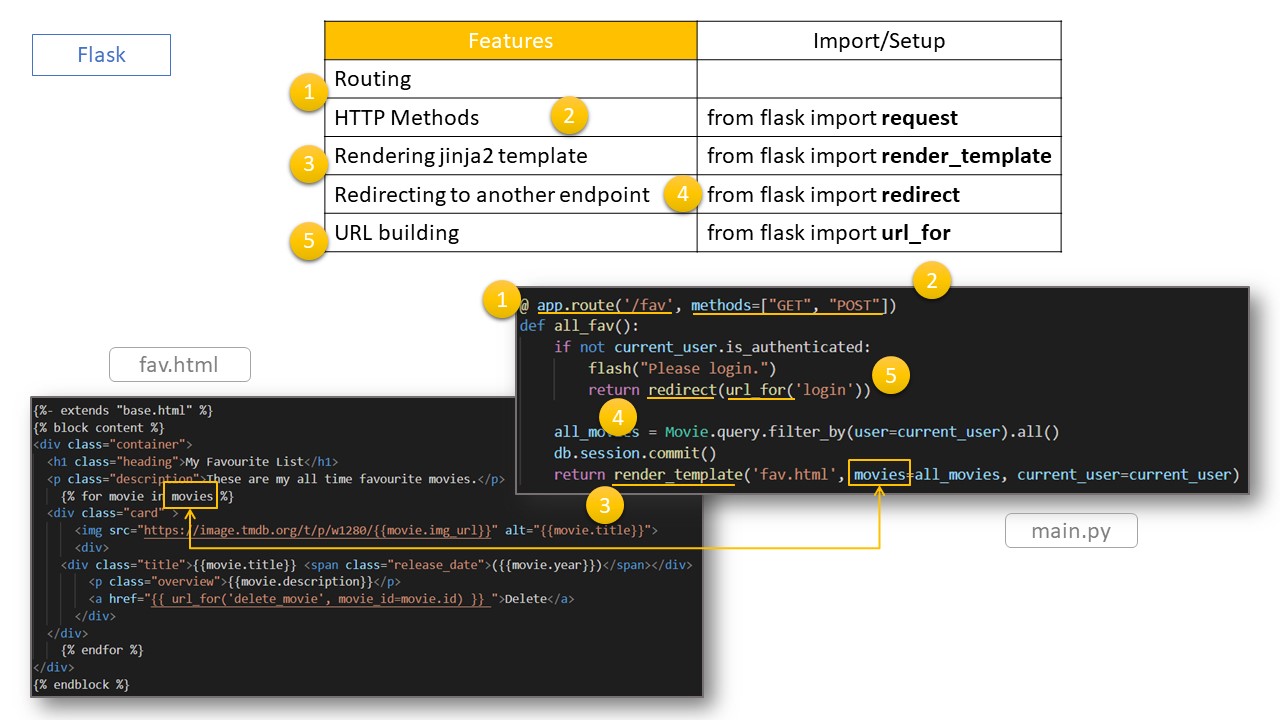 Flask
Features Import/Setup
1 Routing
HTTP Methods 2 from flask import request
3 Rendering jinja2 template from flask import render_template
Redirecting to another endpoint 4 from flask import redirect
5 URL building from flask import url_for
2
1 @ app.route('/fav', methods=["GET", "POST"])
def all_fav():
if not current_user.is_authenticated:
flash("Please login.")
return redirect(url_for('login')) 5
4
= Movie.query.filter_by(user=current_user).all()
db.session.commit()
return render_template('fav.html', movies=all_movies, current_user=current_user)
3
main.py
fav.html
{%- extends "base.html" %}
{% block content %}
<div class="container">
<h1 class="heading">My Favourite List</h1>
<p class="description">These are my all time favourite movies.</p>
{% for movie in movies %}
<div class="card" >
<img src="https://image.tmdb.org/t/p/w1280/{{movie.img_url}}" alt="{{movie.title}}">
<div>
<div class="title">{{movie.title}} <span class="release_date">({{movie.year}})</span></div>
<p class="overview">{{movie.description}}</p>
<a href="{{ url_for('delete_movie', movie_id=movie.id) }} ">Delete</a>
</div>
</div>
{% endfor %}
</div>
{% endblock %}